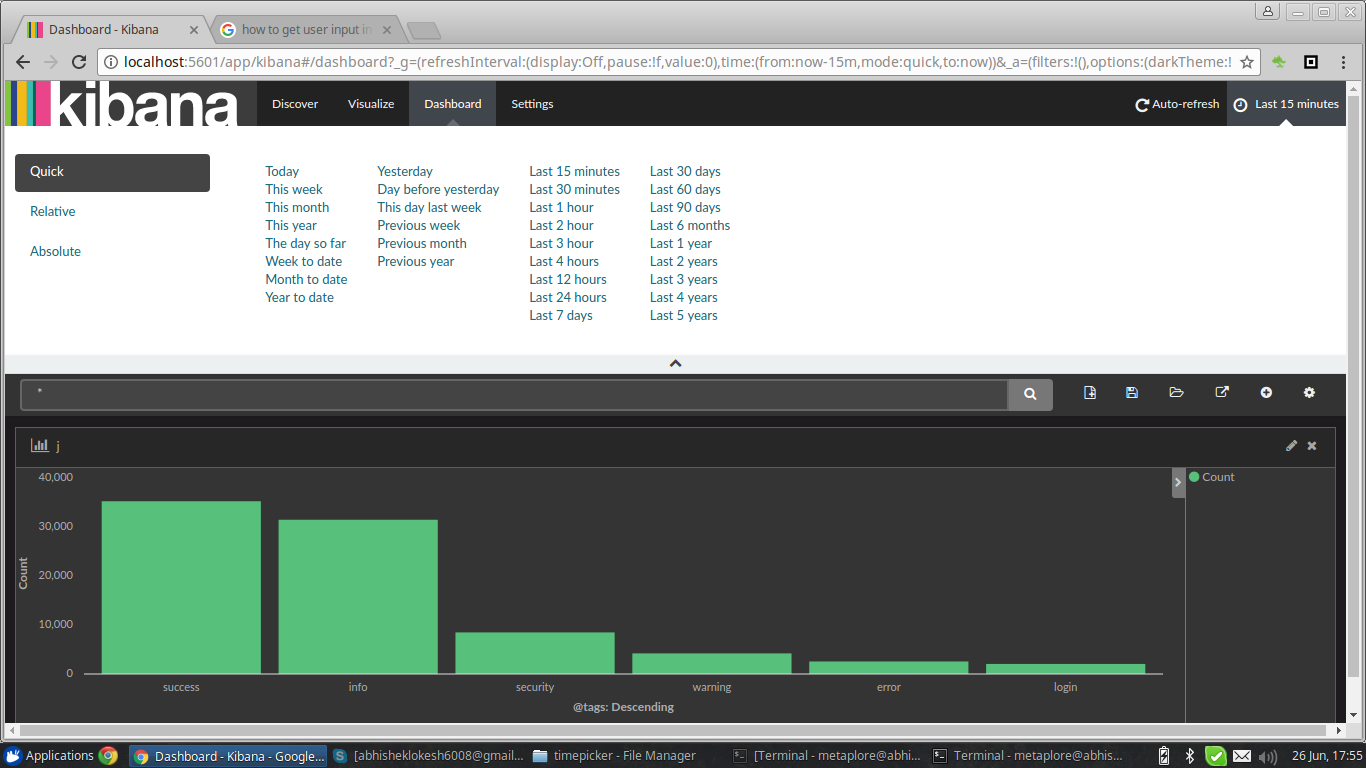 Dashboard - Kibana
how to get user input in
localhost:5601/app/kibana#/dashboard?_g=(refreshInterval:(display:Off,pause:!f,value:0),time:(from:now-15m,mode:quick,to:now))&_a=(filters:!(),options:(darkTheme:!
kibana Discover Visualize Dashboard Settings Auto-refresh Last 15 minutes
Quick
Relative
Absolute
Today Yesterday Last 15 minutes Last 30 days
This week Day before yesterday Last 30 minutes Last 60 days
This month This day last week Last 1 hour Last 90 days
This year Previous week Last 2 hour Last 6 months
The day so far Previous month Last 3 hour Last 1 year
Week to date Previous year Last 4 hours Last 2 years
Month to date Last 12 hours Last 3 years
Year to date Last 24 hours Last 4 years
Last 7 days Last 5 years
*
j
Count
40,000
30,000
20,000
10,000
0
Count
success info security warning error login
@tags: Descending
Applications Dashboard - Kibana - Google... [abhisheklokesh6008@gmail... timepicker - File Manager [Terminal - metaplore@abhi... Terminal - metaplore@abhis... 26 Jun, 17:55